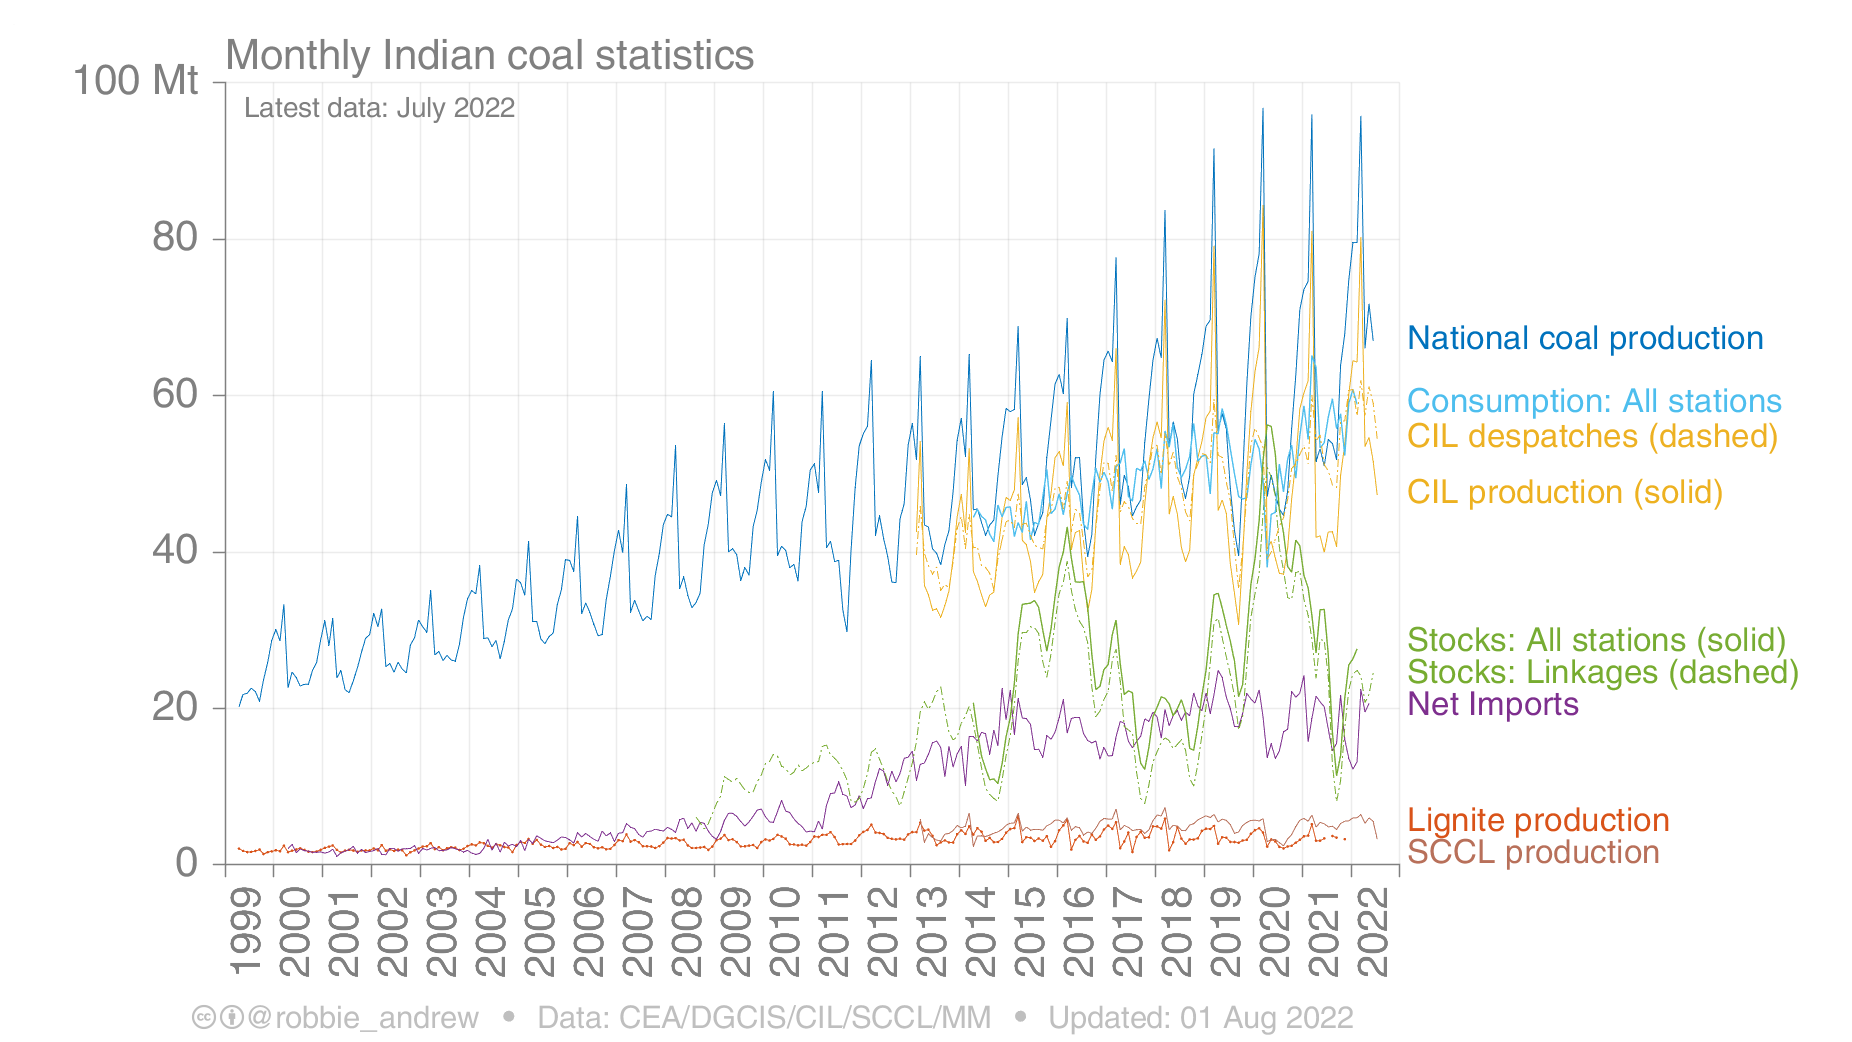 Monthly Indian coal statistics
100 Mt
Latest data: July 2022
80
60
40
20
0
National coal production
Consumption: All stations
CIL despatches (dashed)
CIL production (solid)
Stocks: All stations (solid)
Stocks: Linkages (dashed)
Net Imports
Lignite production
SCCL production
1999 2000 2001 2002 2003 2004 2005 2006 2007 2008 2009 2010 2011 2012 2013 2014 2015 2016 2017 2018 2019 2020 2021 2022
@robbie_andrew • Data: CEA/DGCIS/CIL/SCCL/MM • Updated: 01 Aug 2022